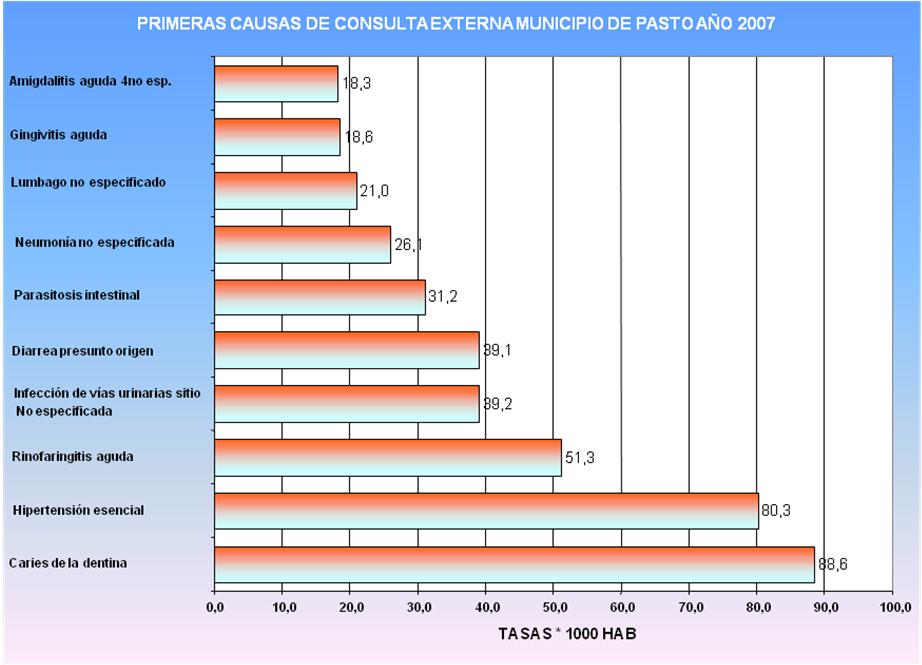 PRIMERAS CAUSAS DE CONSULTA EXTERNA MUNICIPIO DE PASTO AÑO 2007
Amigdalitis aguda 4no esp.
18,3
Gingivitis aguda
18,6
Lumbago no especificado
21,0
Neumonía no especificada
26,1
Parasitosis intestinal
31,2
Diarrea presunto origen
39,1
Infección de vías urinarias sitio
No especificada
39,2
Rinofaringitis aguda
51,3
Hipertensión esencial
80,3
Caries de la dentina
88,6
0,0 10,0 20,0 30,0 40,0 50,0 60,0 70,0 80,0 90,0 100,0
TASAS * 1000 HAB